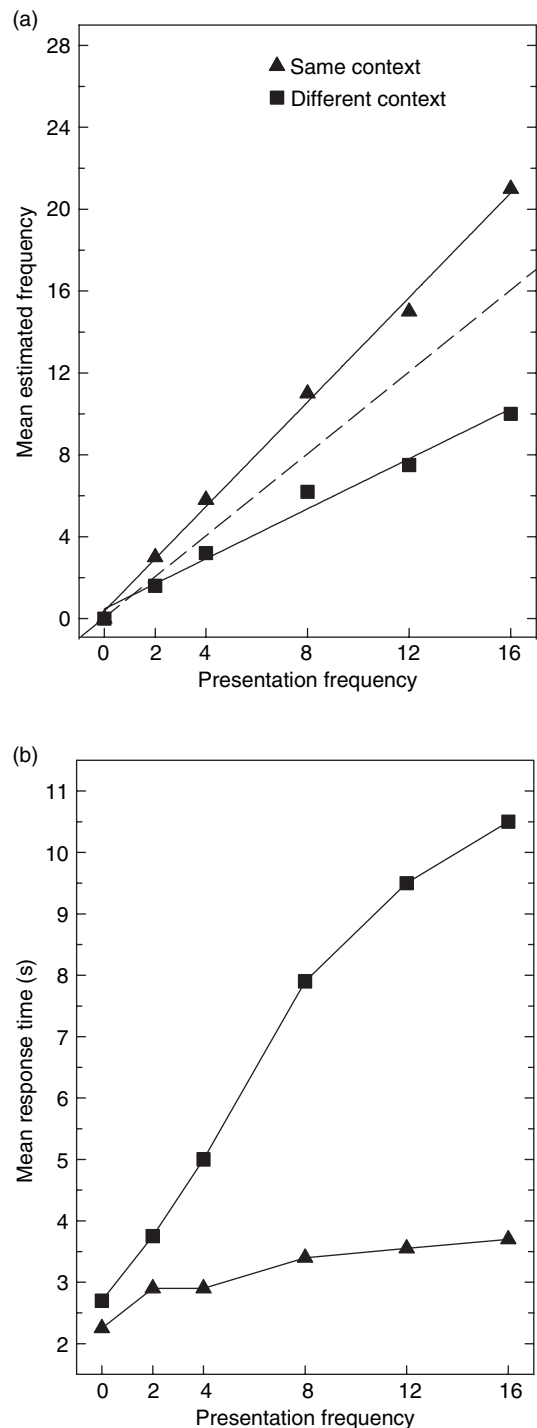 (a)
28
24
20
16
12
8
4
0
Mean estimated frequency
Same context
Different context
0 2 4 8 12 16
Presentation frequency
(b)
11
10
9
8
7
6
5
4
3
2
Mean response time (s)
0 2 4 8 12 16
Presentation frequency